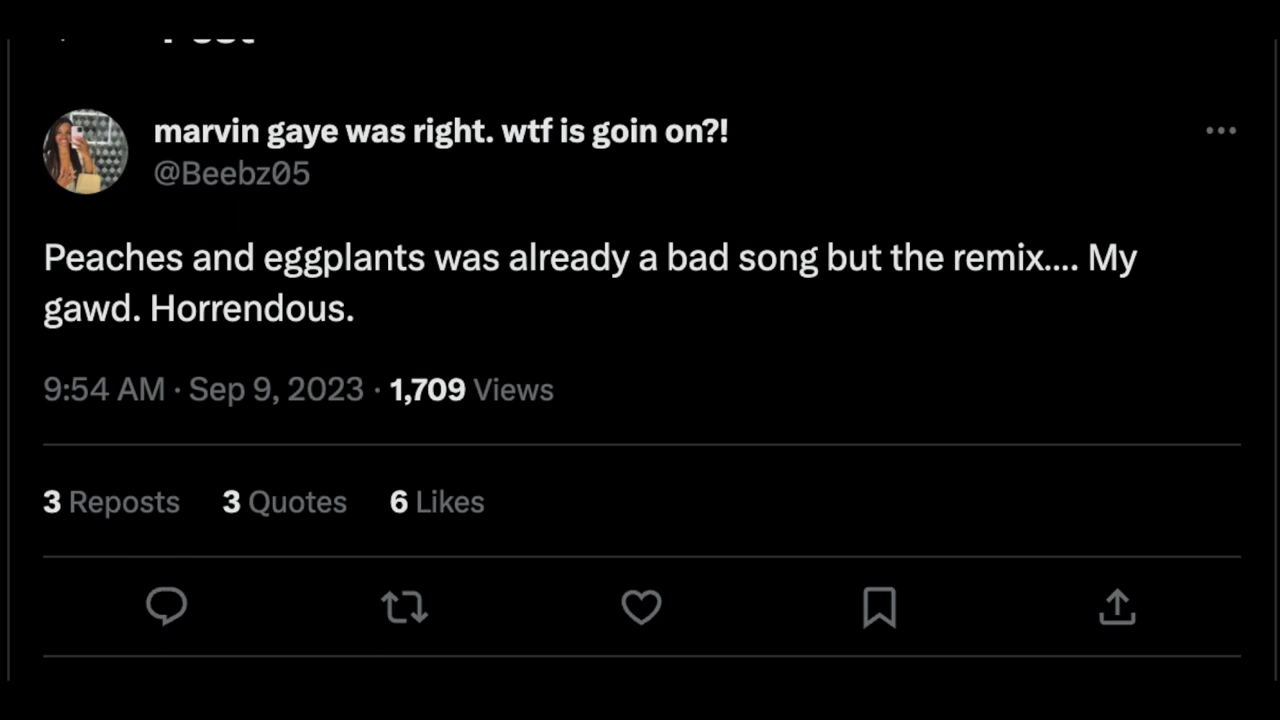 marvin gaye was right. wtf is goin on?!
@Beebz05
Peaches and eggplants was already a bad song but the remix.... My
gawd. Horrendous.
9:54 AM · Sep 9, 2023 · 1,709 Views
3 Reposts 3 Quotes 6 Likes